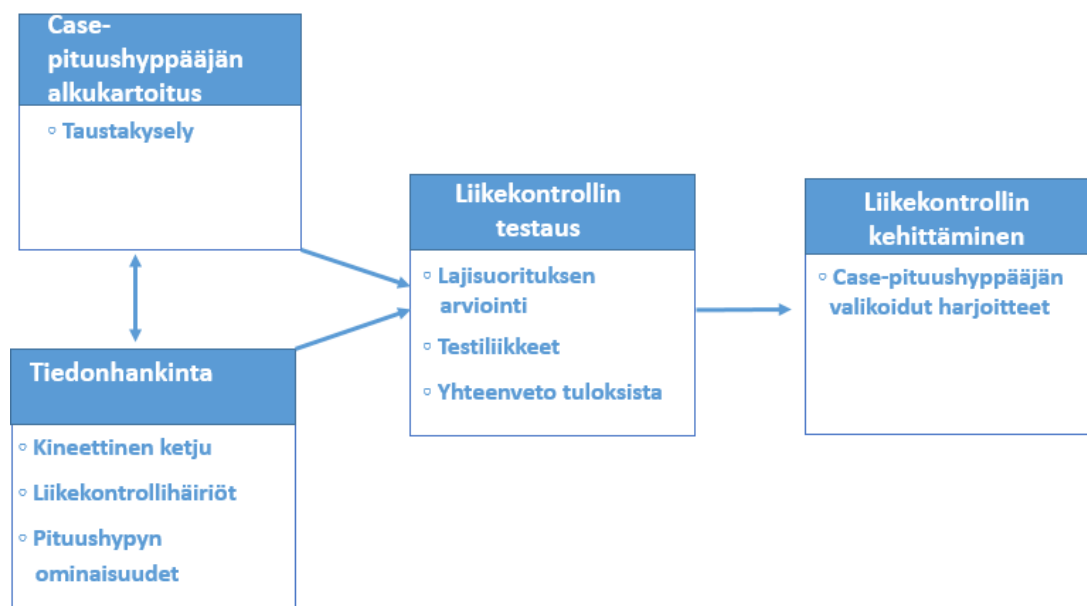 Case-
pituushyppääjän
alkukartoitus
◦ Taustakysely
Tiedonhankinta
◦ Kineettinen ketju
◦ Liikekontrollihäiriöt
◦ Pituushypyn
ominaisuudet
Liikekontrollin
testaus
◦ Lajisuorituksen
arviointi
◦ Testiliikkeet
◦ Yhteenveto tuloksista
Liikekontrollin
kehittäminen
◦ Case-pituushyppääjän
valikoidut harjoitteet